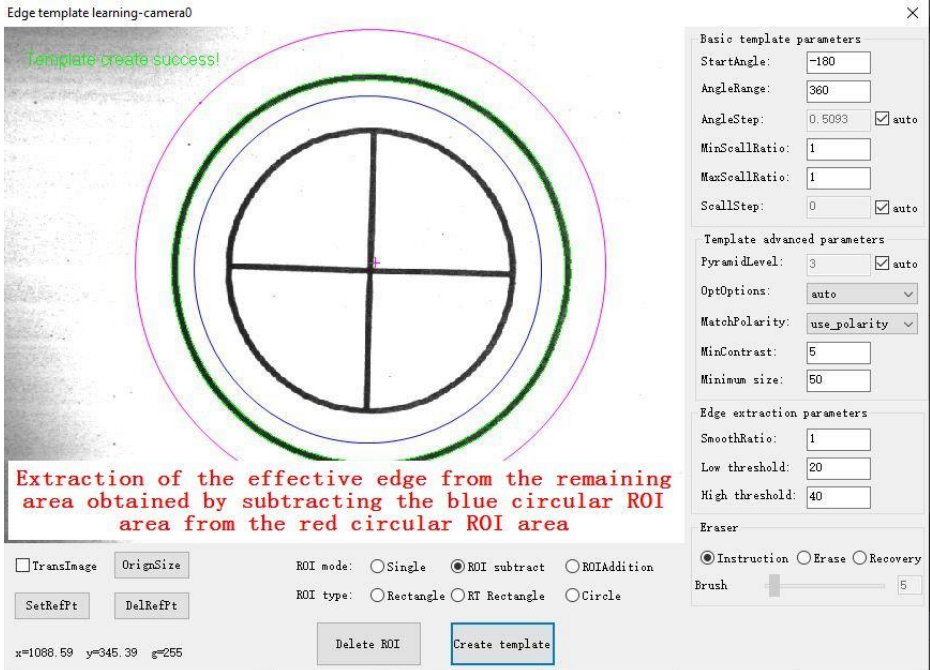 Edge template learning-camera0
Template create success!
Extraction of the effective edge from the remaining
area obtained by subtracting the blue circular ROI
area from the red circular ROI area
Basic template parameters
StartAngle: -180
AngleRange: 360
AngleStep: 0.5093 auto
MinScallRatio: 1
MaxScallRatio: 1
ScallStep: 0 auto
Template advanced parameters
PyramidLevel: 3 auto
OptOptions: auto
MatchPolarity: use_polarity
MinContrast: 5
Minimum size: 50
Edge extraction parameters
SmoothRatio: 1
Low threshold: 20
High threshold: 40
Eraser
Instruction Erase Recovery
Brush 5
TransImage OrignSize
SetRefPt DelRefPt
x=1088.59 y=345.39 g=255
ROI mode: Single ROI subtract ROIAddition
ROI type: Rectangle RT Rectangle Circle
Delete ROI Create template